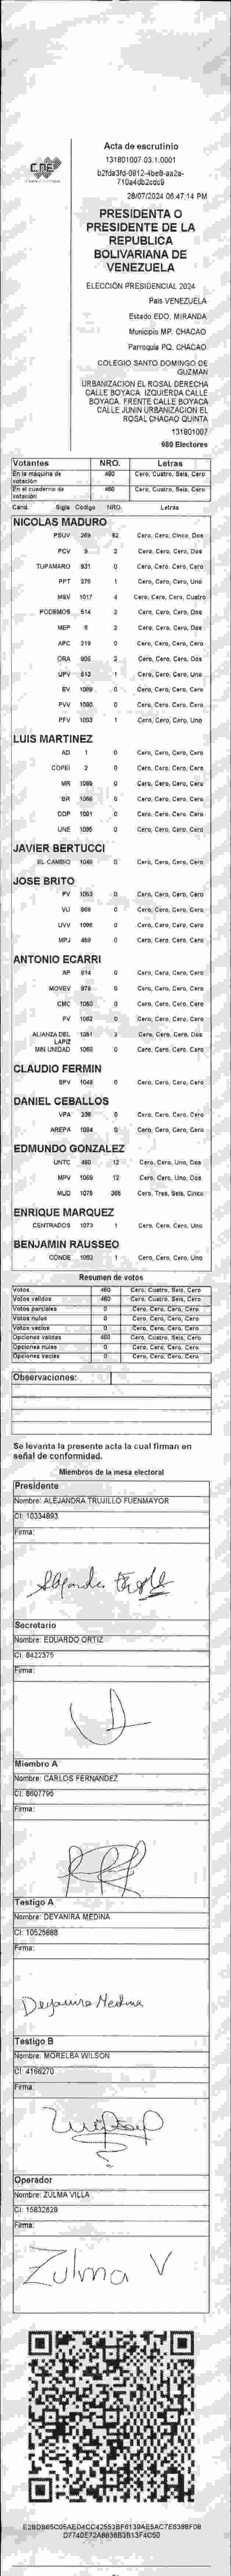 CNE
Acta de escrutinio
131801007.03.1.0001
b2fda3fd-0912-4be8-aa2a-
710a4db2cdc9
28/07/2024 06:47:14 PM
PRESIDENTA O
PRESIDENTE DE LA
REPUBLICA
BOLIVARIANA DE
VENEZUELA
ELECCIÓN PRESIDENCIAL 2024
Pais VENEZUELA
Estado EDO. MIRANDA
Municipio MP. CHACAO
Parroquia PQ. CHACAO
COLEGIO SANTO DOMINGO DE
GUZMAN
URBANIZACION EL ROSAL DERECHA
CALLE BOYACA. IZQUIERDA CALLE
BOYACA. FRENTE CALLE BOYACA
CALLE JUNIN URBANIZACION EL
ROSAL CHACAO QUINTA
131801007
980 Electores
Votantes NRO. Letras
En la máquina de votación 460 Cero, Cuatro, Seis, Cero
En el cuaderno de votación 460 Cero, Cuatro, Seis, Cero
Cand. Sigla Código NRO. Letras
NICOLAS MADURO
PSUV 269 52 Cero, Cero, Cinco, Dos
PCV 9 2 Cero, Cero, Cero, Dos
TUPAMARO 931 0 Cero, Cero, Cero, Cero
PPT 276 1 Cero, Cero, Cero, Uno
MSV 1017 4 Cero, Cero, Cero, Cuatro
PODEMOS 514 2 Cero, Cero, Cero, Dos
MEP 6 2 Cero, Cero, Cero, Dos
APC 219 0 Cero, Cero, Cero, Cero
ORA 905 2 Cero, Cero, Cero, Dos
UPV 513 1 Cero, Cero, Cero, Uno
EV 1089 0 Cero, Cero, Cero, Cero
PVV 1090 0 Cero, Cero, Cero, Cero
PFV 1093 1 Cero, Cero, Cero, Uno
LUIS MARTINEZ
AD 1 0 Cero, Cero, Cero, Cero
COPEI 2 0 Cero, Cero, Cero, Cero
MR 1069 0 Cero, Cero, Cero, Cero
BR 1086 0 Cero, Cero, Cero, Cero
DDP 1091 0 Cero, Cero, Cero, Cero
UNE 1095 0 Cero, Cero, Cero, Cero
JAVIER BERTUCCI
EL CAMBIO 1048 0 Cero, Cero, Cero, Cero
JOSE BRITO
PV 1053 0 Cero, Cero, Cero, Cero
VU 869 0 Cero, Cero, Cero, Cero
UVV 1096 0 Cero, Cero, Cero, Cero
MPJ 459 0 Cero, Cero, Cero, Cero
ANTONIO ECARRI
AP 814 0 Cero, Cero, Cero, Cero
MOVEV 878 0 Cero, Cero, Cero, Cero
CMC 1050 0 Cero, Cero, Cero, Cero
FV 1062 0 Cero, Cero, Cero, Cero
ALIANZA DEL LAPIZ 1081 2 Cero, Cero, Cero, Dos
MIN UNIDAD 1068 0 Cero, Cero, Cero, Cero
CLAUDIO FERMIN
SPV 1049 0 Cero, Cero, Cero, Cero
DANIEL CEBALLOS
VPA 236 0 Cero, Cero, Cero, Cero
AREPA 1094 0 Cero, Cero, Cero, Cero
EDMUNDO GONZALEZ
UNTC 460 12 Cero, Cero, Uno, Dos
MPV 1069 12 Cero, Cero, Uno, Dos
MUD 1075 365 Cero, Tres, Seis, Cinco
ENRIQUE MARQUEZ
CENTRADOS 1073 1 Cero, Cero, Cero, Uno
BENJAMIN RAUSSEO
CONDE 1092 1 Cero, Cero, Cero, Uno
Resumen de votos
Votos 460 Cero, Cuatro, Seis, Cero
Votos validos 460 Cero, Cuatro, Seis, Cero
Votos parciales 0 Cero, Cero, Cero, Cero
Votos nulos 0 Cero, Cero, Cero, Cero
Votos vacios 0 Cero, Cero, Cero, Cero
Opciones validas 460 Cero, Cuatro, Seis, Cero
Opciones nulas 0 Cero, Cero, Cero, Cero
Opciones vacias 0 Cero, Cero, Cero, Cero
Observaciones:
Se levanta la presente acta la cual firman en
señal de conformidad.
Miembros de la mesa electoral
Presidente
Nombre: ALEJANDRA TRUJILLO FUENMAYOR
CI: 10334893
Firma:
Secretario
Nombre: EDUARDO ORTIZ
CI: 8422375
Firma:
Miembro A
Nombre: CARLOS FERNANDEZ
CI: 8607795
Firma:
Testigo A
Nombre: DEYANIRA MEDINA
CI: 10525888
Firma:
Deyanira Medina
Testigo B
Nombre: MORELBA WILSON
CI: 4166270
Firma:
Operador
Nombre: ZULMA VILLA
CI: 15832628
Firma:
Zulma V
E2BDB65C05AED4CC42553BF6139AE5AC7E6388F08
D7740E72A8836B3B13F4C50